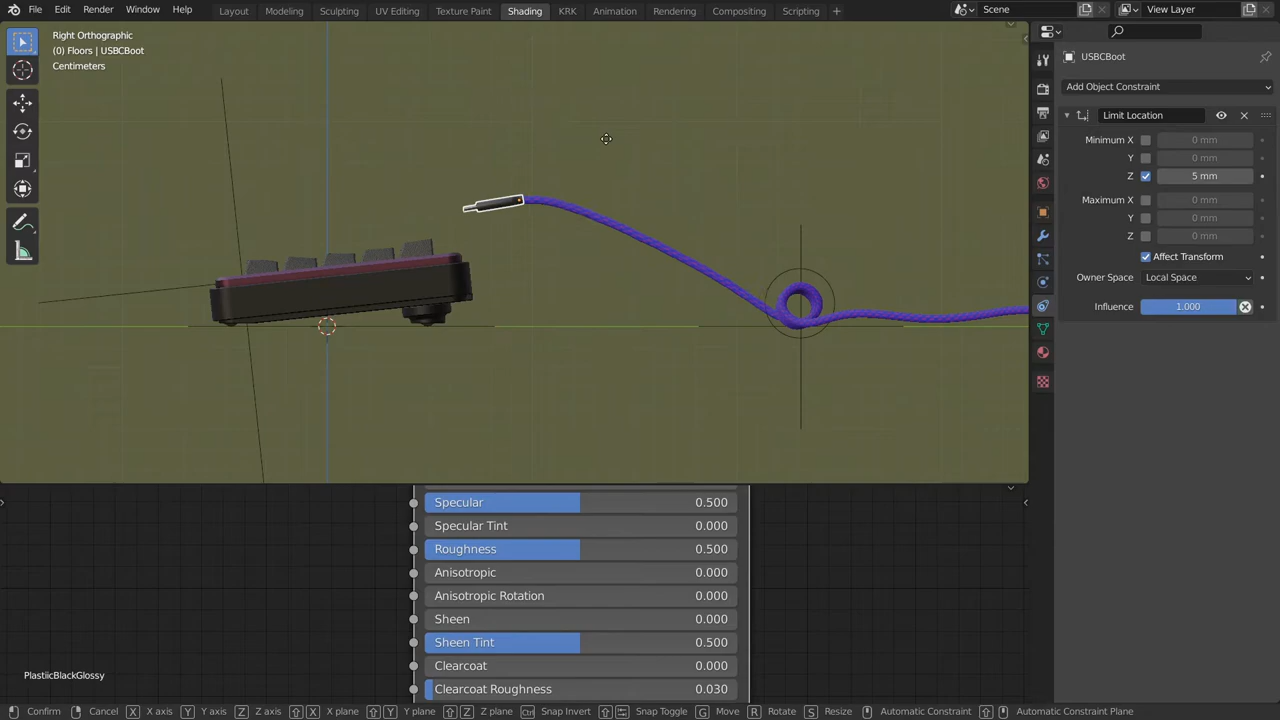 File Edit Render Window Help Layout Modeling Sculpting UV Editing Texture Paint Shading KRK Animation Rendering Compositing Scripting + Scene View Layer
Right Orthographic
(0) Floors | USBCBoot
Centimeters
USBCBoot
Add Object Constraint
Limit Location
Minimum X 0 mm
Y 0 mm
Z 5 mm
Maximum X 0 mm
Y 0 mm
Z 0 mm
Affect Transform
Owner Space Local Space
Influence 1.000
Specular 0.500
Specular Tint 0.000
Roughness 0.500
Anisotropic 0.000
Anisotropic Rotation 0.000
Sheen 0.000
Sheen Tint 0.500
Clearcoat 0.000
Clearcoat Roughness 0.030
PlastiicBlackGlossy
Confirm Cancel X X axis Y Y axis Z Z axis X X plane Y Y plane Z Z plane Ctrl Snap Invert Snap Toggle G Move R Rotate S Resize Automatic Constraint Automatic Constraint Plane